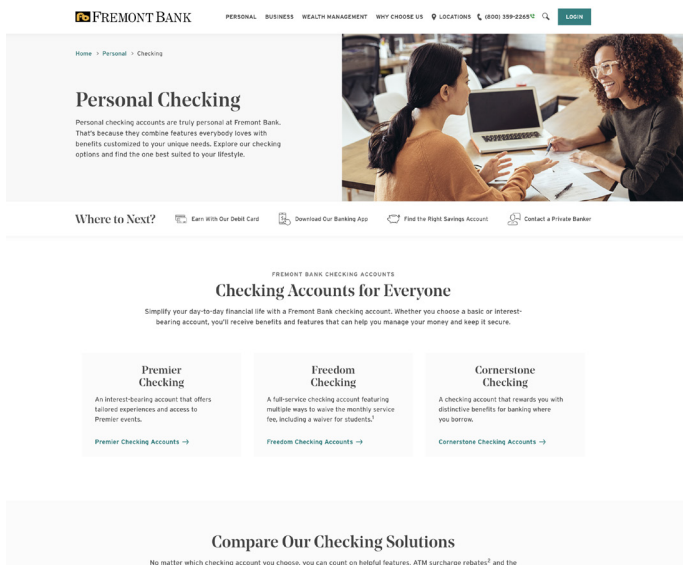 Fb FREMONT BANK
PERSONAL BUSINESS WEALTH MANAGEMENT WHY CHOOSE US LOCATIONS (800) 359-2265 LOGIN
Home > Personal > Checking
Personal Checking
Personal checking accounts are truly personal at Fremont Bank.
That's because they combine features everybody loves with
benefits customized to your unique needs. Explore our checking
options and find the one best suited to your lifestyle.
Where to Next? Earn With Our Debit Card Download Our Banking App Find the Right Savings Account Contact a Private Banker
FREMONT BANK CHECKING ACCOUNTS
Checking Accounts for Everyone
Simplify your day-to-day financial life with a Fremont Bank checking account. Whether you choose a basic or interest-
bearing account, you'll receive benefits and features that can help you manage your money and keep it secure.
Premier
Checking
An interest-bearing account that offers
tailored experiences and access to
Premier events.
Premier Checking Accounts →
Freedom
Checking
A full-service checking account featuring
multiple ways to waive the monthly service
fee, including a waiver for students.¹
Freedom Checking Accounts →
Cornerstone
Checking
A checking account that rewards you with
distinctive benefits for banking where
you borrow.
Cornerstone Checking Accounts →
Compare Our Checking Solutions
No matter which checking account you choose, you can count on helpful features, ATM surcharge rebates² and the